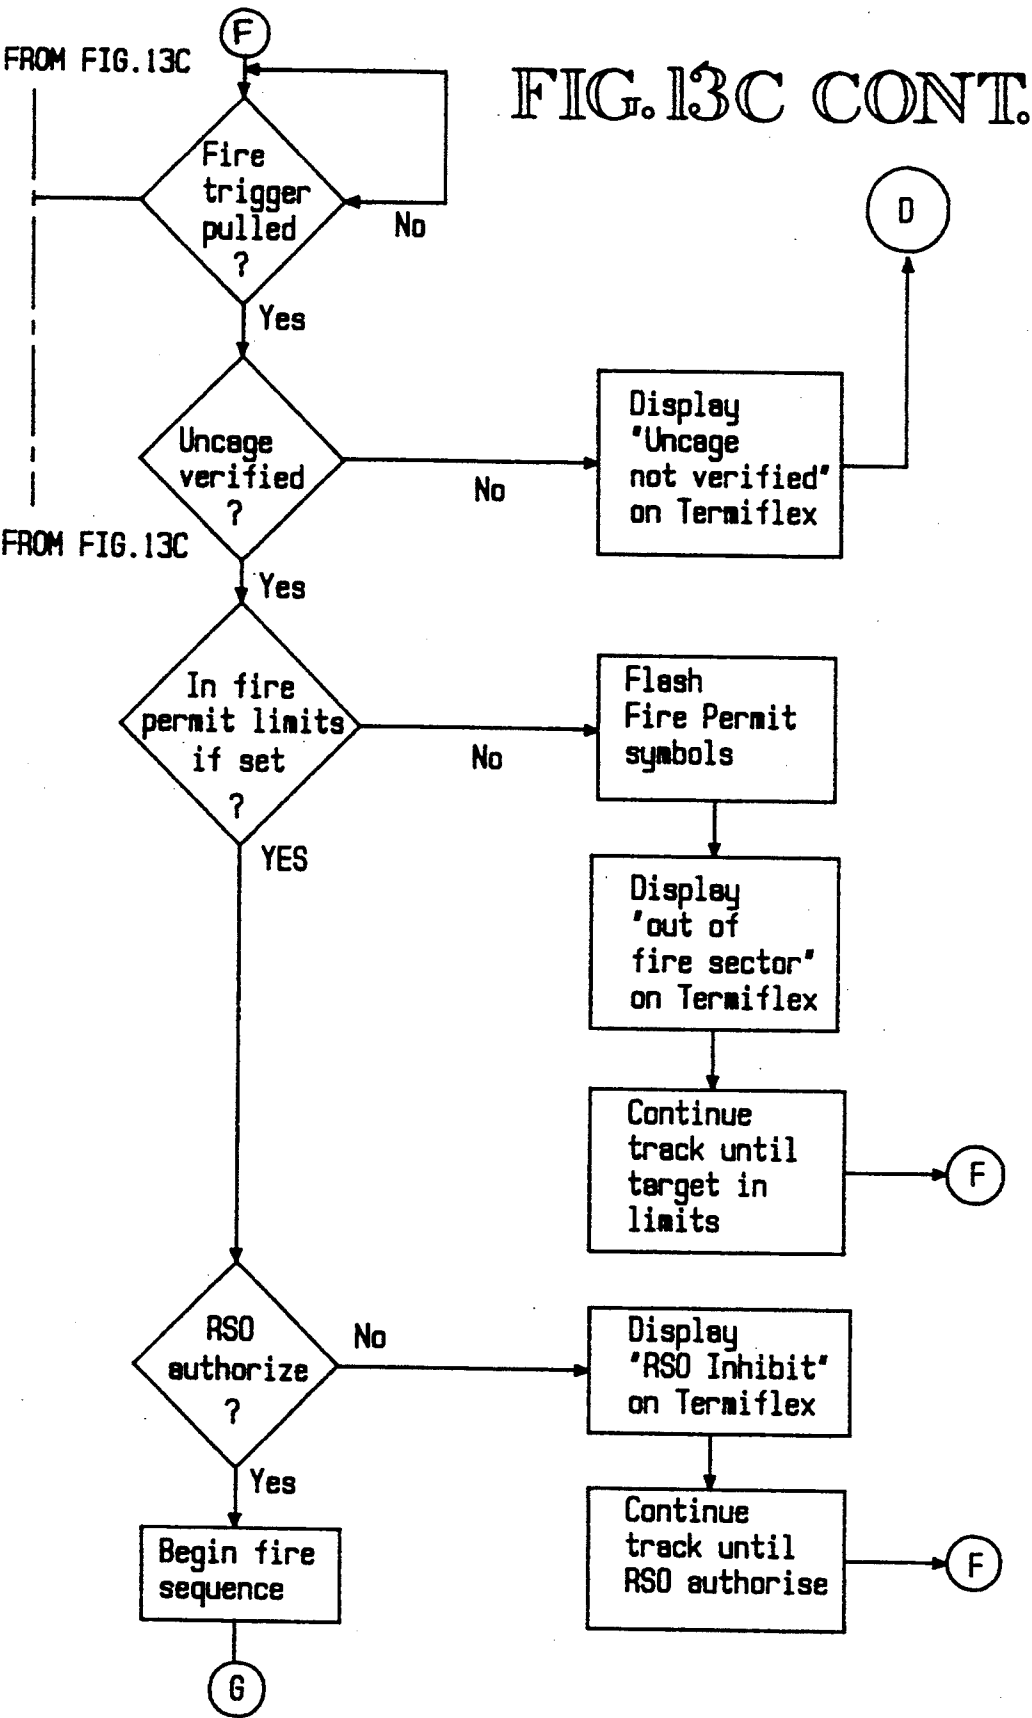 F
FROM FIG.13C
FIG.13C CONT.
Fire
trigger
pulled
?
No
D
Yes
Uncage
verified
?
No
Display
"Uncage
not verified"
on Termiflex
FROM FIG.13C
Yes
In fire
permit limits
if set
?
No
Flash
Fire Permit
symbols
YES
Display
"out of
fire sector"
on Termiflex
Continue
track until
target in
limits
F
RSO
authorize
?
No
Display
"RSO Inhibit"
on Termiflex
Yes
Begin fire
sequence
Continue
track until
RSO authorise
F
G